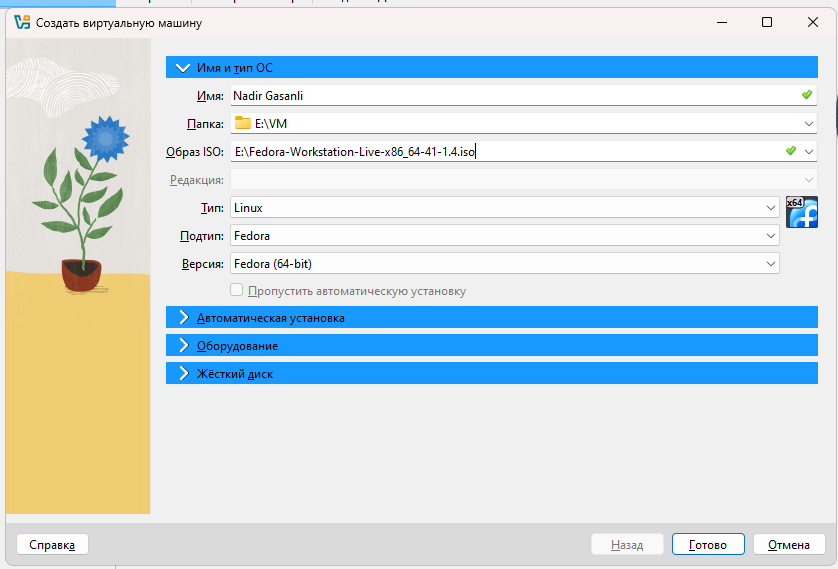 Создать виртуальную машину
Имя и тип ОС
Имя: Nadir Gasanli
Папка: E:\VM
Образ ISO: E:\Fedora-Workstation-Live-x86_64-41-1.4.iso
Редакция:
Тип: Linux
x64
Подтип: Fedora
Версия: Fedora (64-bit)
Пропустить автоматическую установку
Автоматическая установка
Оборудование
Жёсткий диск
Справка Назад Готово Отмена